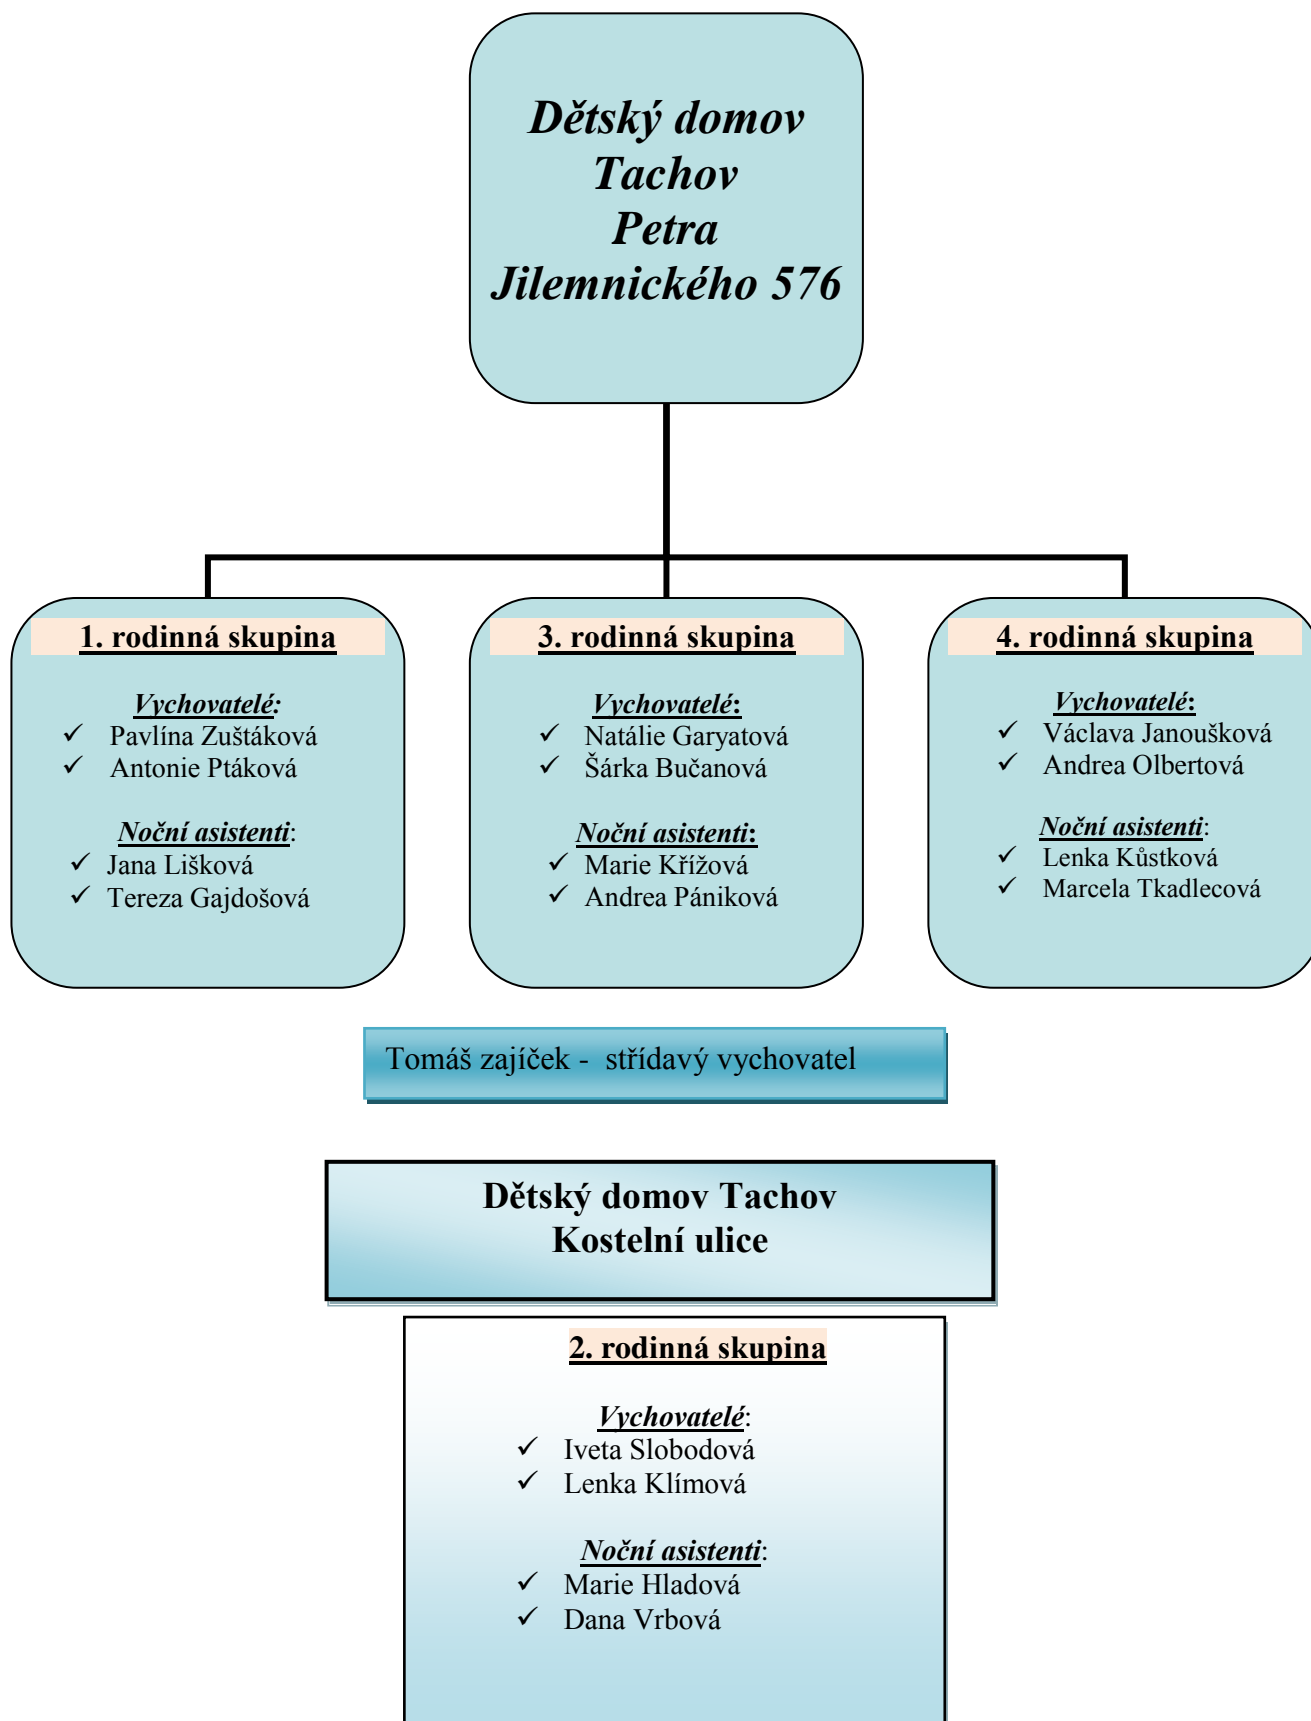 Dětský domov
Tachov
Petra
Jilemnického 576
1. rodinná skupina
Vychovatelé:
✓ Pavlína Zuštáková
✓ Antonie Ptáková
Noční asistenti:
✓ Jana Lišková
✓ Tereza Gajdošová
3. rodinná skupina
Vychovatelé:
✓ Natálie Garyatová
✓ Šárka Bučanová
Noční asistenti:
✓ Marie Křížová
✓ Andrea Pániková
4. rodinná skupina
Vychovatelé:
✓ Václava Janoušková
✓ Andrea Olbertová
Noční asistenti:
✓ Lenka Kůstková
✓ Marcela Tkadlecová
Tomáš zajíček - střídavý vychovatel
Dětský domov Tachov
Kostelní ulice
2. rodinná skupina
Vychovatelé:
✓ Iveta Slobodová
✓ Lenka Klímová
Noční asistenti:
✓ Marie Hladová
✓ Dana Vrbová